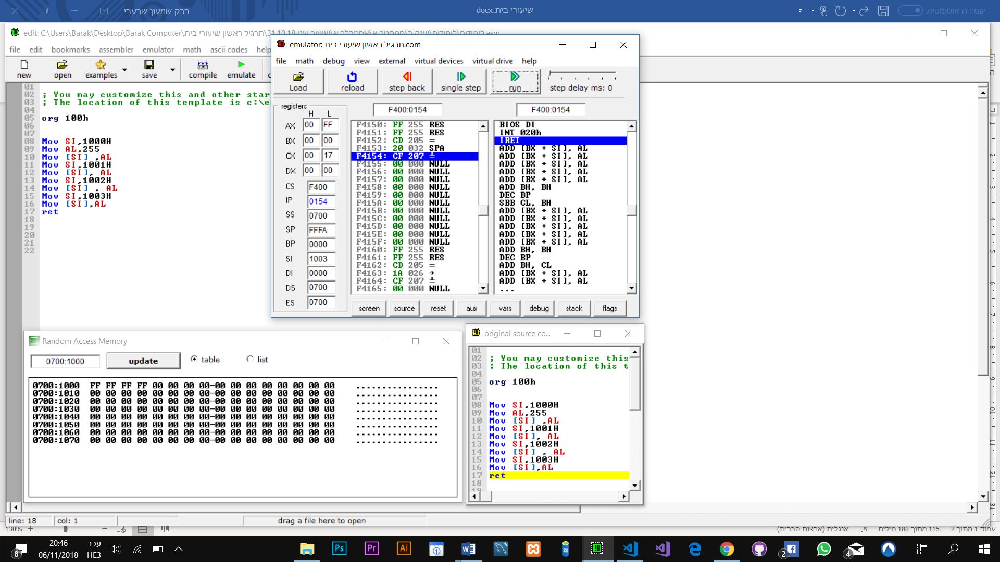 ברק שמעון שרעבי
שיעורי בית.docx
שמירה אוטומטית
edit: C:\Users\Barak\Desktop\Barak Computer\לימודים\לימודים\שנה ב\סמסטר א\אסמבלר א\שיעור שני 31.10.18\תרגיל ראשון שיעורי בית.asm
file edit bookmarks assembler emulator math ascii codes help
new open examples save compile emulate
01
02 ; You may customize this and other star
03 ; The location of this template is c:\e
04
05 org 100h
06
07
08 Mov SI,1000H
09 Mov AL,255
10 Mov [SI] ,AL
11 Mov SI,1001H
12 Mov [SI], AL
13 Mov SI,1002H
14 Mov [SI] , AL
15 Mov SI,1003H
16 Mov [SI],AL
17 ret
18
19
20
21
22
emulator: תרגיל ראשון שיעורי בית.com_
file math debug view external virtual devices virtual drive help
Load reload step back single step run step delay ms: 0
registers
H L
AX 00 FF
BX 00 00
CX 00 17
DX 00 00
CS F400
IP 0154
SS 0700
SP FFFA
BP 0000
SI 1003
DI 0000
DS 0700
ES 0700
F400:0154
F4150: FF 255 RES
F4151: FF 255 RES
F4152: CD 205 =
F4153: 20 032 SPA
F4154: CF 207 ╧
F4155: 00 000 NULL
F4156: 00 000 NULL
F4157: 00 000 NULL
F4158: 00 000 NULL
F4159: 00 000 NULL
F415A: 00 000 NULL
F415B: 00 000 NULL
F415C: 00 000 NULL
F415D: 00 000 NULL
F415E: 00 000 NULL
F415F: 00 000 NULL
F4160: FF 255 RES
F4161: FF 255 RES
F4162: CD 205 =
F4163: 1A 026 →
F4164: CF 207 ╧
F4165: 00 000 NULL
F400:0154
BIOS DI
INT 020h
IRET
ADD [BX + SI], AL
ADD [BX + SI], AL
ADD [BX + SI], AL
ADD [BX + SI], AL
ADD [BX + SI], AL
ADD BH, BH
DEC BP
SBB CL, BH
ADD [BX + SI], AL
ADD [BX + SI], AL
ADD [BX + SI], AL
ADD [BX + SI], AL
ADD [BX + SI], AL
ADD BH, BH
DEC BP
ADD BH, CL
ADD [BX + SI], AL
ADD [BX + SI], AL
...
screen source reset aux vars debug stack flags
Random Access Memory
0700:1000 update table list
0700:1000 FF FF FF FF 00 00 00 00-00 00 00 00 00 00 00 00 ................
0700:1010 00 00 00 00 00 00 00 00-00 00 00 00 00 00 00 00 ................
0700:1020 00 00 00 00 00 00 00 00-00 00 00 00 00 00 00 00 ................
0700:1030 00 00 00 00 00 00 00 00-00 00 00 00 00 00 00 00 ................
0700:1040 00 00 00 00 00 00 00 00-00 00 00 00 00 00 00 00 ................
0700:1050 00 00 00 00 00 00 00 00-00 00 00 00 00 00 00 00 ................
0700:1060 00 00 00 00 00 00 00 00-00 00 00 00 00 00 00 00 ................
0700:1070 00 00 00 00 00 00 00 00-00 00 00 00 00 00 00 00 ................
original source co...
01
02 ; You may customize this
03 ; The location of this t
04
05 org 100h
06
07
08 Mov SI,1000H
09 Mov AL,255
10 Mov [SI] ,AL
11 Mov SI,1001H
12 Mov [SI], AL
13 Mov SI,1002H
14 Mov [SI] , AL
15 Mov SI,1003H
16 Mov [SI],AL
17 ret
18
19
line: 18 col: 1 drag a file here to open
עמוד 1 מתוך 2 115 מתוך 180 מילים אנגלית (ארצות הברית) 130%
8 20:46 עבר
06/11/2018 HE3
Ps Pr Ai 1 SQL 2 4